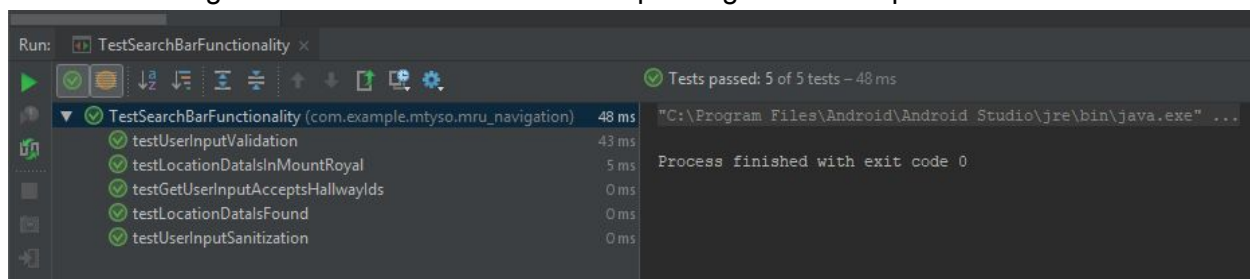 Run: TestSearchBarFunctionality
Tests passed: 5 of 5 tests – 48 ms
TestSearchBarFunctionality (com.example.mtyso.mru_navigation) 48 ms
testUserInputValidation 43 ms
testLocationDataIsInMountRoyal 5 ms
testGetUserInputAcceptsHallwayIds 0 ms
testLocationDataIsFound 0 ms
testUserInputSanitization 0 ms
"C:\Program Files\Android\Android Studio\jre\bin\java.exe" ...
Process finished with exit code 0